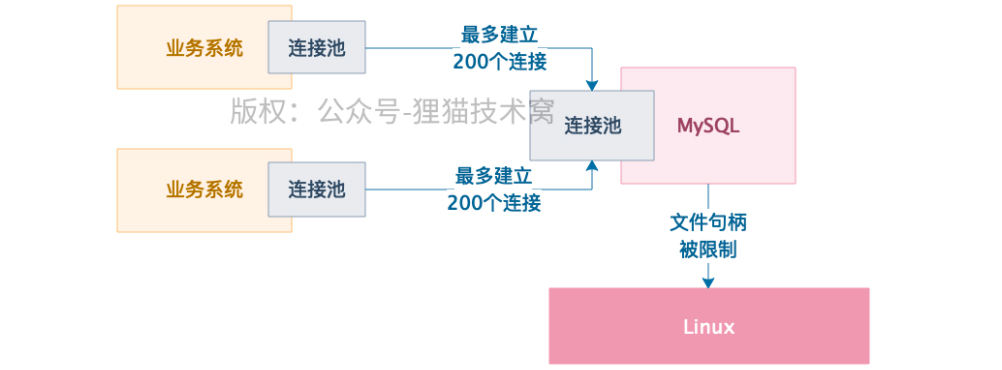 业务系统
连接池
最多建立
200个连接
版权：公众号-狸猫技术窝
连接池
MySQL
业务系统
连接池
最多建立
200个连接
文件句柄
被限制
Linux